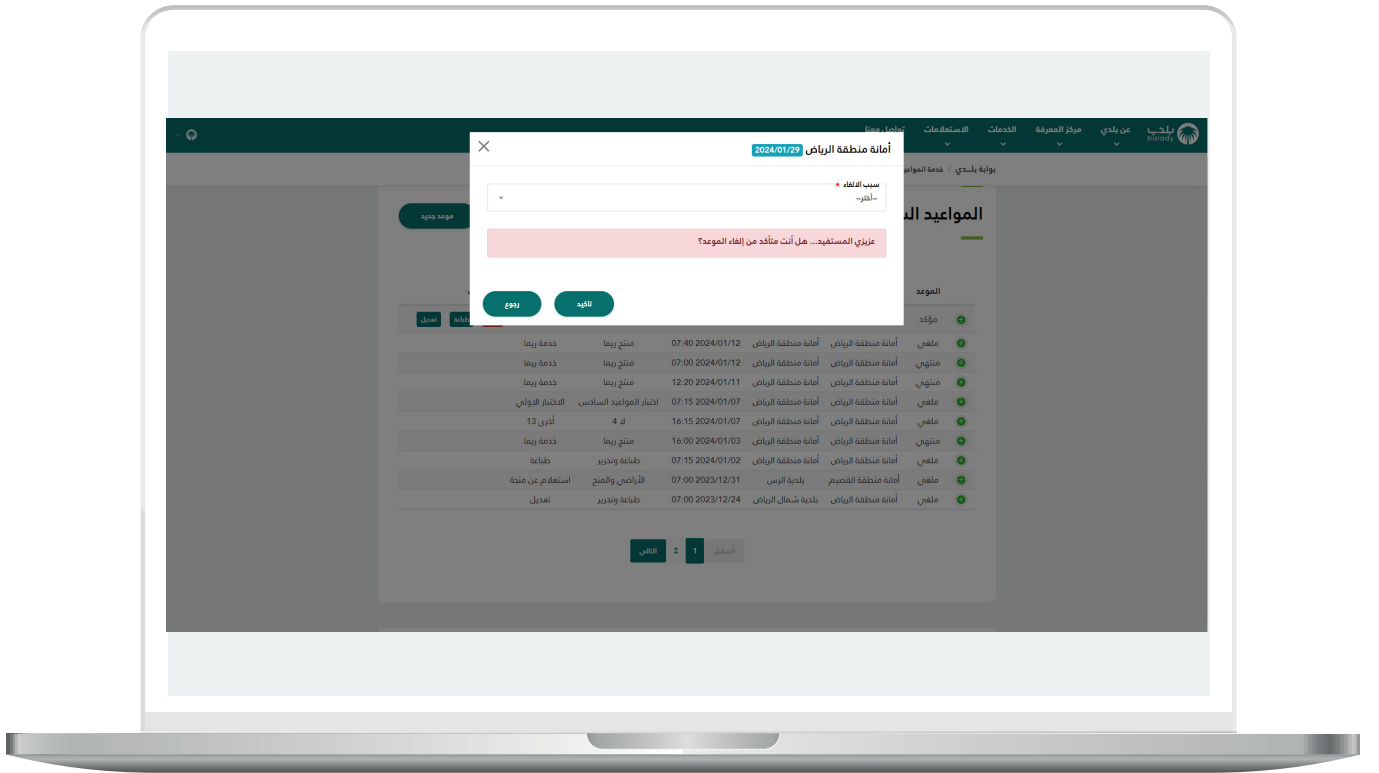 بلدي
balady
عن بلدي
مركز المعرفة
الخدمات
الاستعلامات
تواصل معنا
بوابة بلـــدي / خدمة المواعيد
أمانة منطقة الرياض 2024/01/29
سبب الالغاء *
--أختر--
عزيزي المستفيد... هل أنت متأكد من إلغاء الموعد؟
تاكيد
رجوع
المواعيد
موعد جديد
الموعد
مؤكد طباعة تعديل
ملغي أمانة منطقة الرياض أمانة منطقة الرياض 2024/01/12 07:40 منتج ريما خدمة ريما
منتهي أمانة منطقة الرياض أمانة منطقة الرياض 2024/01/12 07:00 منتج ريما خدمة ريما
منتهي أمانة منطقة الرياض أمانة منطقة الرياض 2024/01/11 12:20 منتج ريما خدمة ريما
ملغي أمانة منطقة الرياض أمانة منطقة الرياض 2024/01/07 07:15 اختبار المواعيد السادس الاختبار الاولي
ملغي أمانة منطقة الرياض أمانة منطقة الرياض 2024/01/07 16:15 لا 4 أخرى 13
منتهي أمانة منطقة الرياض أمانة منطقة الرياض 2024/01/03 16:00 منتج ريما خدمة ريما
ملغي أمانة منطقة الرياض أمانة منطقة الرياض 2024/01/02 07:15 طباعة وتحرير طباعة
ملغي أمانة منطقة القصيم بلدية الرس 2023/12/31 07:00 الأراضي والمنح استعلام عن منحة
ملغي أمانة منطقة الرياض بلدية شمال الرياض 2023/12/24 07:00 طباعة وتحرير تعديل
السابق 1 2 التالي